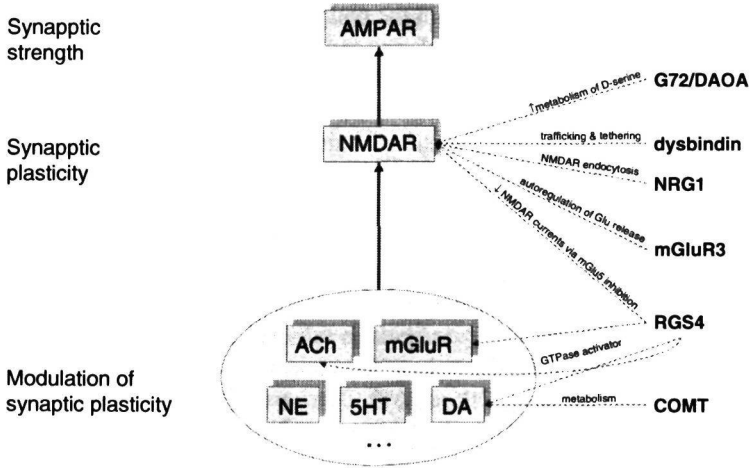 Synapptic
strength
AMPAR
G72/DAOA
↑metabolism of D-serine
Synapptic
plasticity
NMDAR
trafficking & tethering
dysbindin
NMDAR endocytosis
NRG1
autoregulation of Glu release
mGluR3
↓ NMDAR currents via mGlu5 inhibition
RGS4
ACh
mGluR
GTPase activator
Modulation of
synaptic plasticity
NE
5HT
DA
metabolism
COMT
...